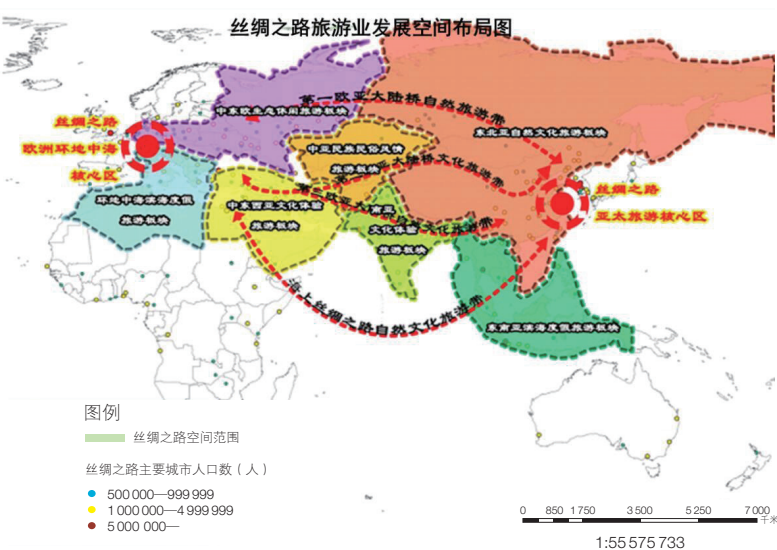 丝绸之路旅游业发展空间布局图
第一欧亚大陆桥自然旅游带
丝绸之路
欧洲环地中海
核心区
中东欧生态休闲旅游板块
东北亚自然文化旅游板块
中亚民族民俗风情
旅游板块
亚大陆桥文化旅游带
丝绸之路
亚太旅游核心区
环地中海滨海度假
旅游板块
中东西亚文化体验
旅游板块
南亚
文化体验
旅游板块
文化旅游带
海上丝绸之路自然文化旅游带
东南亚滨海度假旅游板块
图例
丝绸之路空间范围
丝绸之路主要城市人口数（人）
500 000—999 999
1 000 000—4 999 999
5 000 000—
0 850 1 750 3 500 5 250 7 000
千米
1:55 575 733